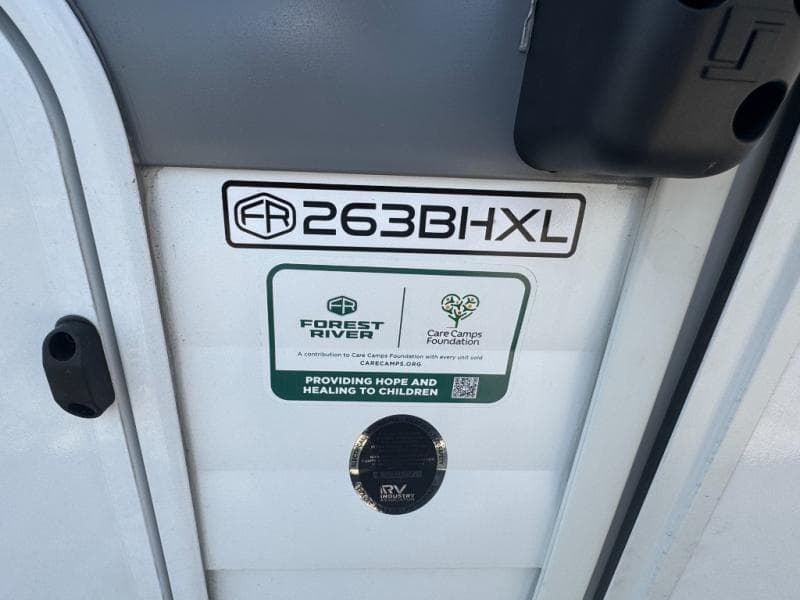 FR 263BHXL
FR
FOREST
RIVER
Care Camps
Foundation
A contribution to Care Camps Foundation with every unit sold
CARECAMPS.ORG
PROVIDING HOPE AND
HEALING TO CHILDREN
RV
INDUSTRY
ASSOCIATION